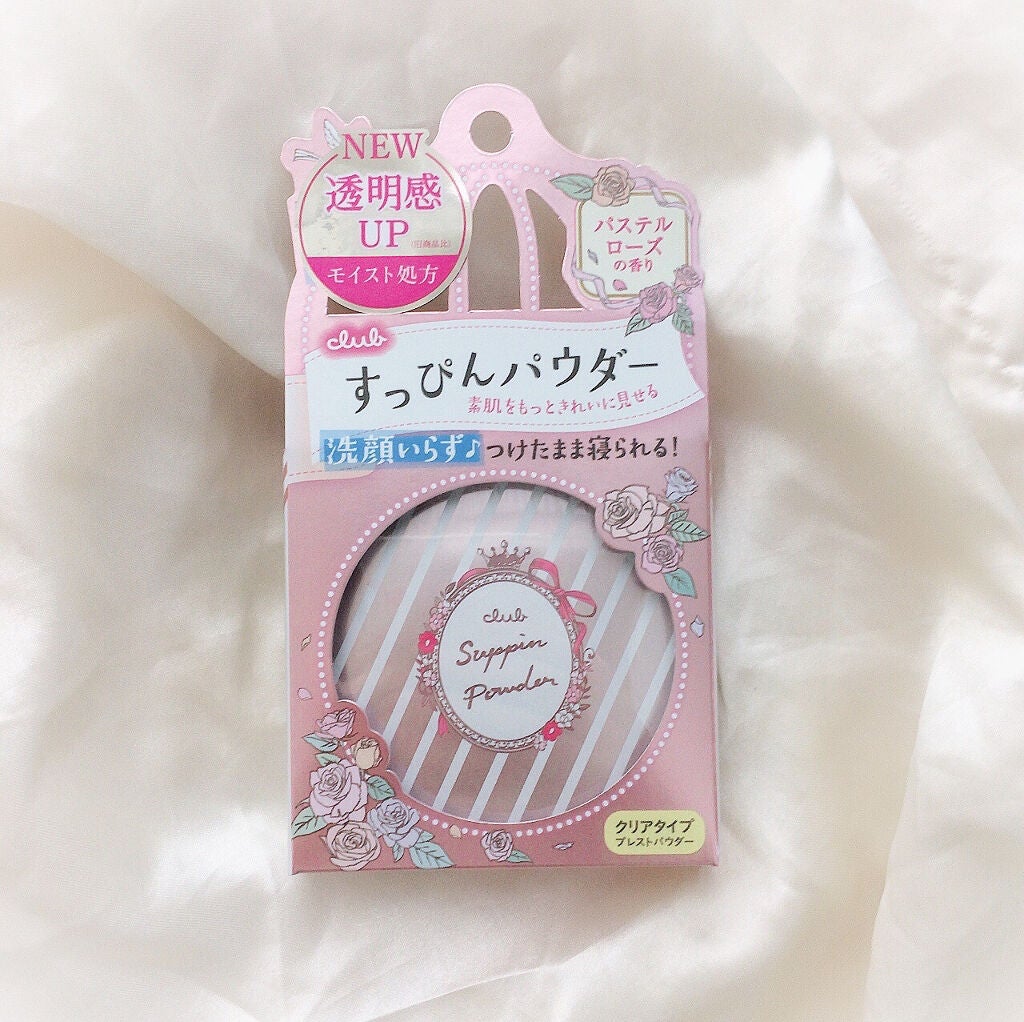 NEW
透明感
UP
(旧商品比)
モイスト処方
パステル
ローズ
の香り
club
すっぴんパウダー
素肌をもっときれいに見せる
洗顔いらず♪つけたまま寝られる!
club
Suppin
Powder
クリアタイプ
プレストパウダー